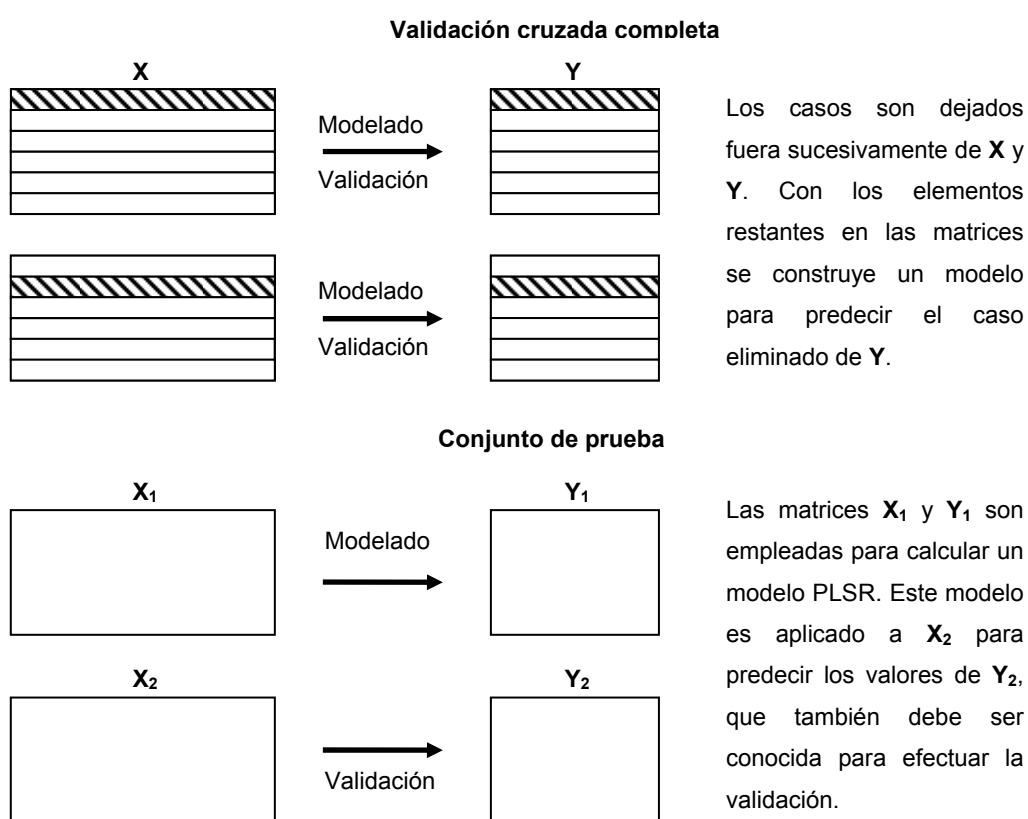 Validación cruzada completa
X
Y
Modelado
Validación
Modelado
Validación
Los casos son dejados
fuera sucesivamente de X y
Y. Con los elementos
restantes en las matrices
se construye un modelo
para predecir el caso
eliminado de Y.
Conjunto de prueba
X₁
Y₁
Modelado
X₂
Y₂
Validación
Las matrices X₁ y Y₁ son
empleadas para calcular un
modelo PLSR. Este modelo
es aplicado a X₂ para
predecir los valores de Y₂,
que también debe ser
conocida para efectuar la
validación.